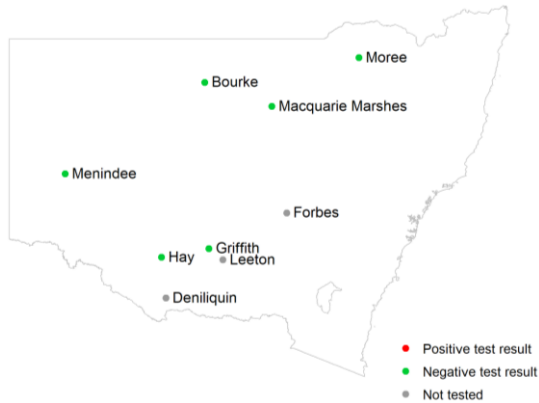 Moree
Bourke
Macquarie Marshes
Menindee
Forbes
Griffith
Hay
Leeton
Deniliquin
Positive test result
Negative test result
Not tested